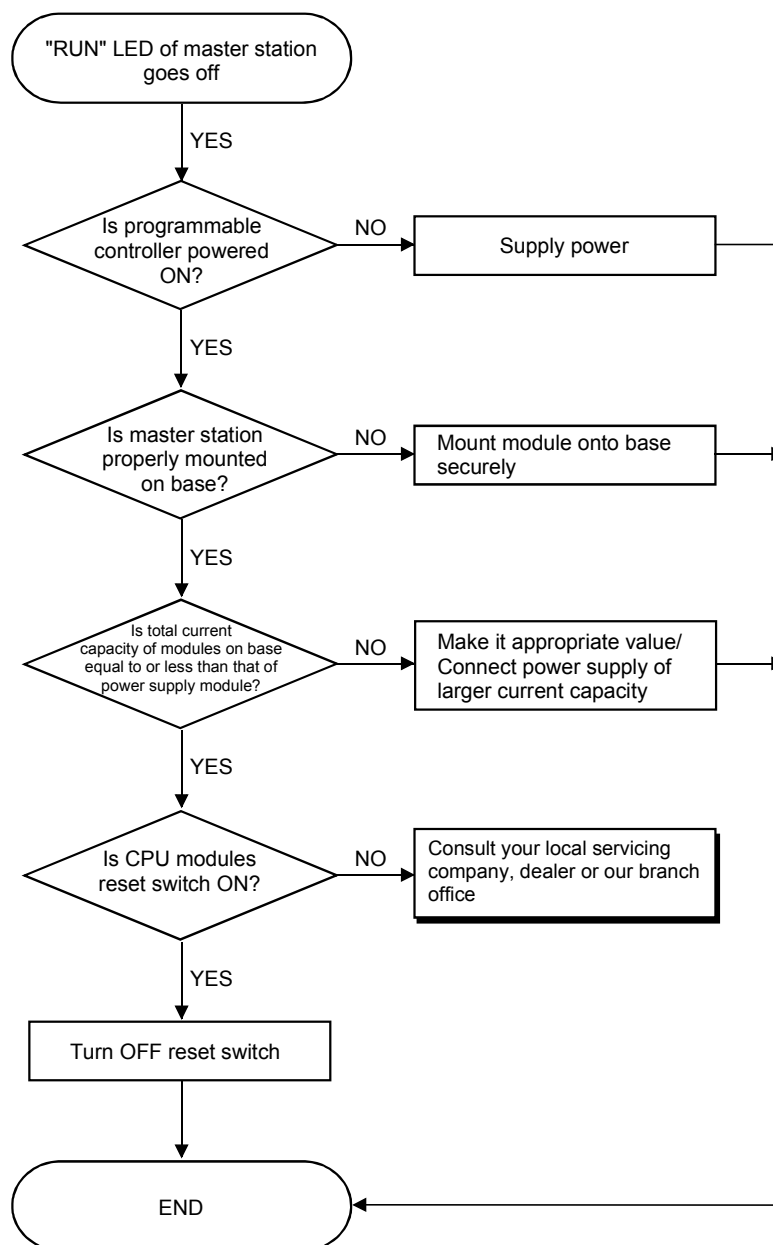 "RUN" LED of master station
goes off
YES
Is programmable
controller powered
ON?
NO
Supply power
YES
Is master station
properly mounted
on base?
NO
Mount module onto base
securely
YES
Is total current
capacity of modules on base
equal to or less than that of
power supply module?
NO
Make it appropriate value/
Connect power supply of
larger current capacity
YES
Is CPU modules
reset switch ON?
NO
Consult your local servicing
company, dealer or our branch
office
YES
Turn OFF reset switch
END